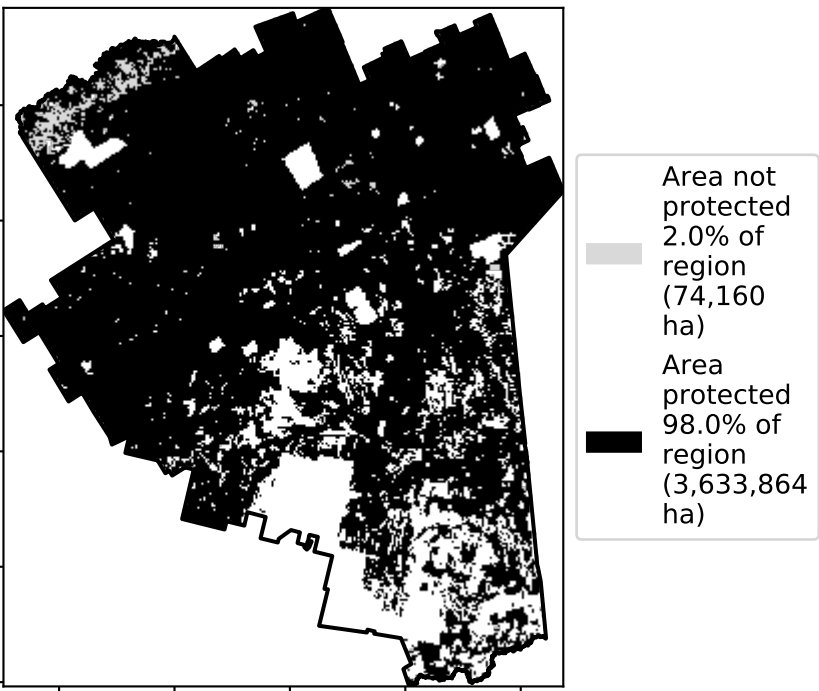 Area not
protected
2.0% of
region
(74,160
ha)
Area
protected
98.0% of
region
(3,633,864
ha)